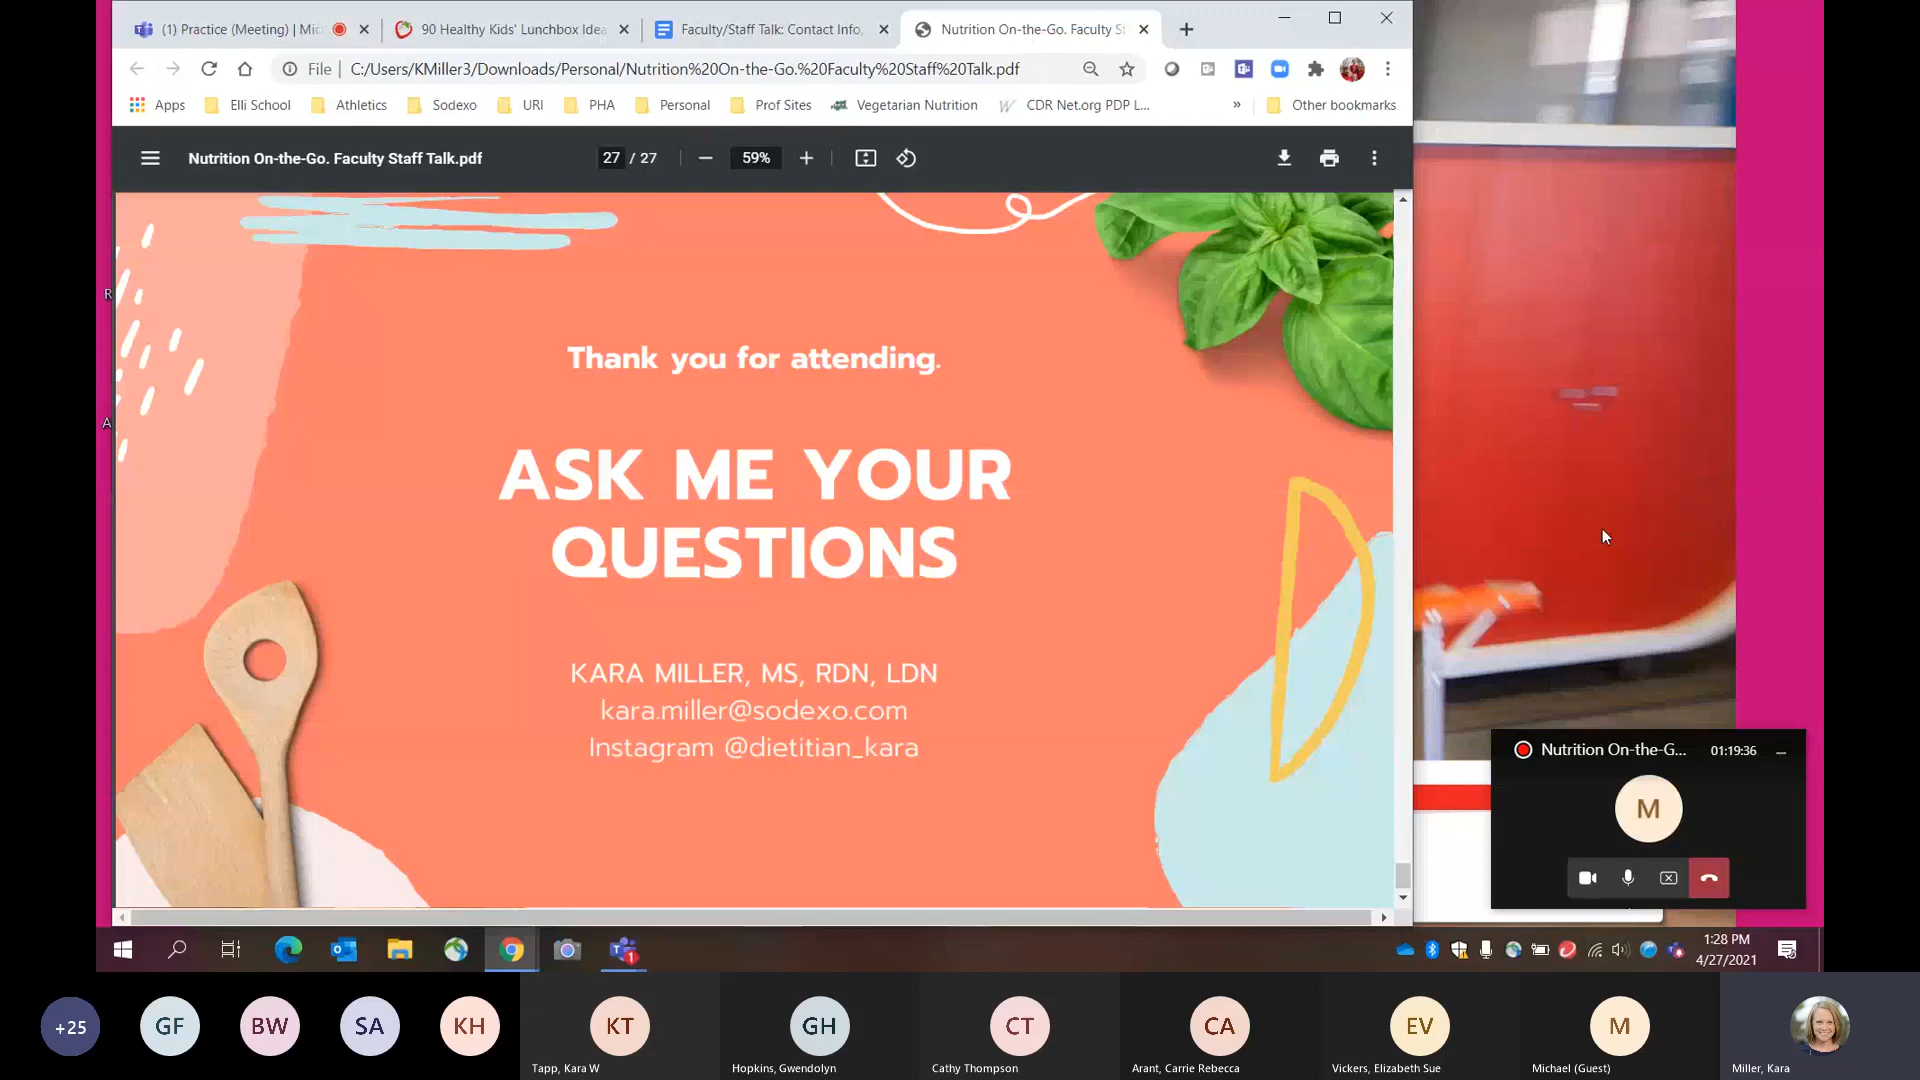 (1) Practice (Meeting) | Mic
90 Healthy Kids' Lunchbox Idea
Faculty/Staff Talk: Contact Info,
Nutrition On-the-Go. Faculty St
File | C:/Users/KMiller3/Downloads/Personal/Nutrition%20On-the-Go.%20Faculty%20Staff%20Talk.pdf
Apps Elli School Athletics Sodexo URI PHA Personal Prof Sites Vegetarian Nutrition CDR Net.org PDP L... » Other bookmarks
Nutrition On-the-Go. Faculty Staff Talk.pdf 27 / 27 59%
R
A
Thank you for attending.
ASK ME YOUR
QUESTIONS
KARA MILLER, MS, RDN, LDN
kara.miller@sodexo.com
Instagram @dietitian_kara
Nutrition On-the-G... 01:19:36
M
1
1:28 PM
4/27/2021
+25 GF BW SA KH KT GH CT CA EV M
Tapp, Kara W
Hopkins, Gwendolyn
Cathy Thompson
Arant, Carrie Rebecca
Vickers, Elizabeth Sue
Michael (Guest)
Miller, Kara